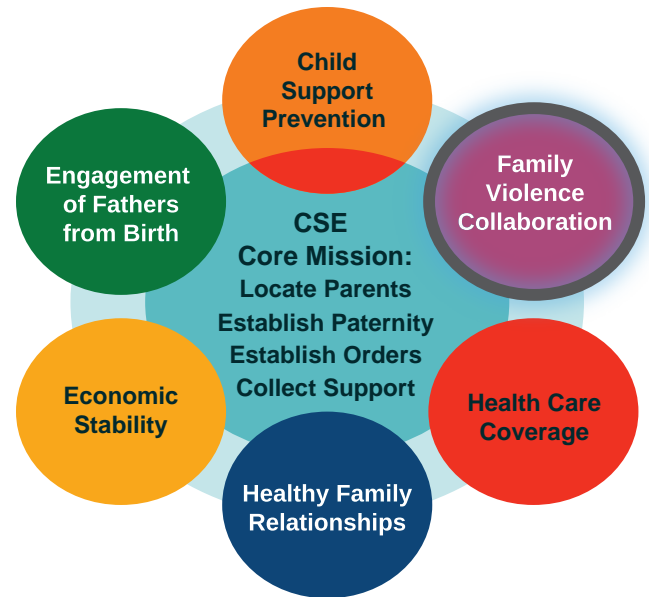 Child
Support
Prevention
Family
Violence
Collaboration
Engagement
of Fathers
from Birth
CSE
Core Mission:
Locate Parents
Establish Paternity
Establish Orders
Collect Support
Economic
Stability
Health Care
Coverage
Healthy Family
Relationships